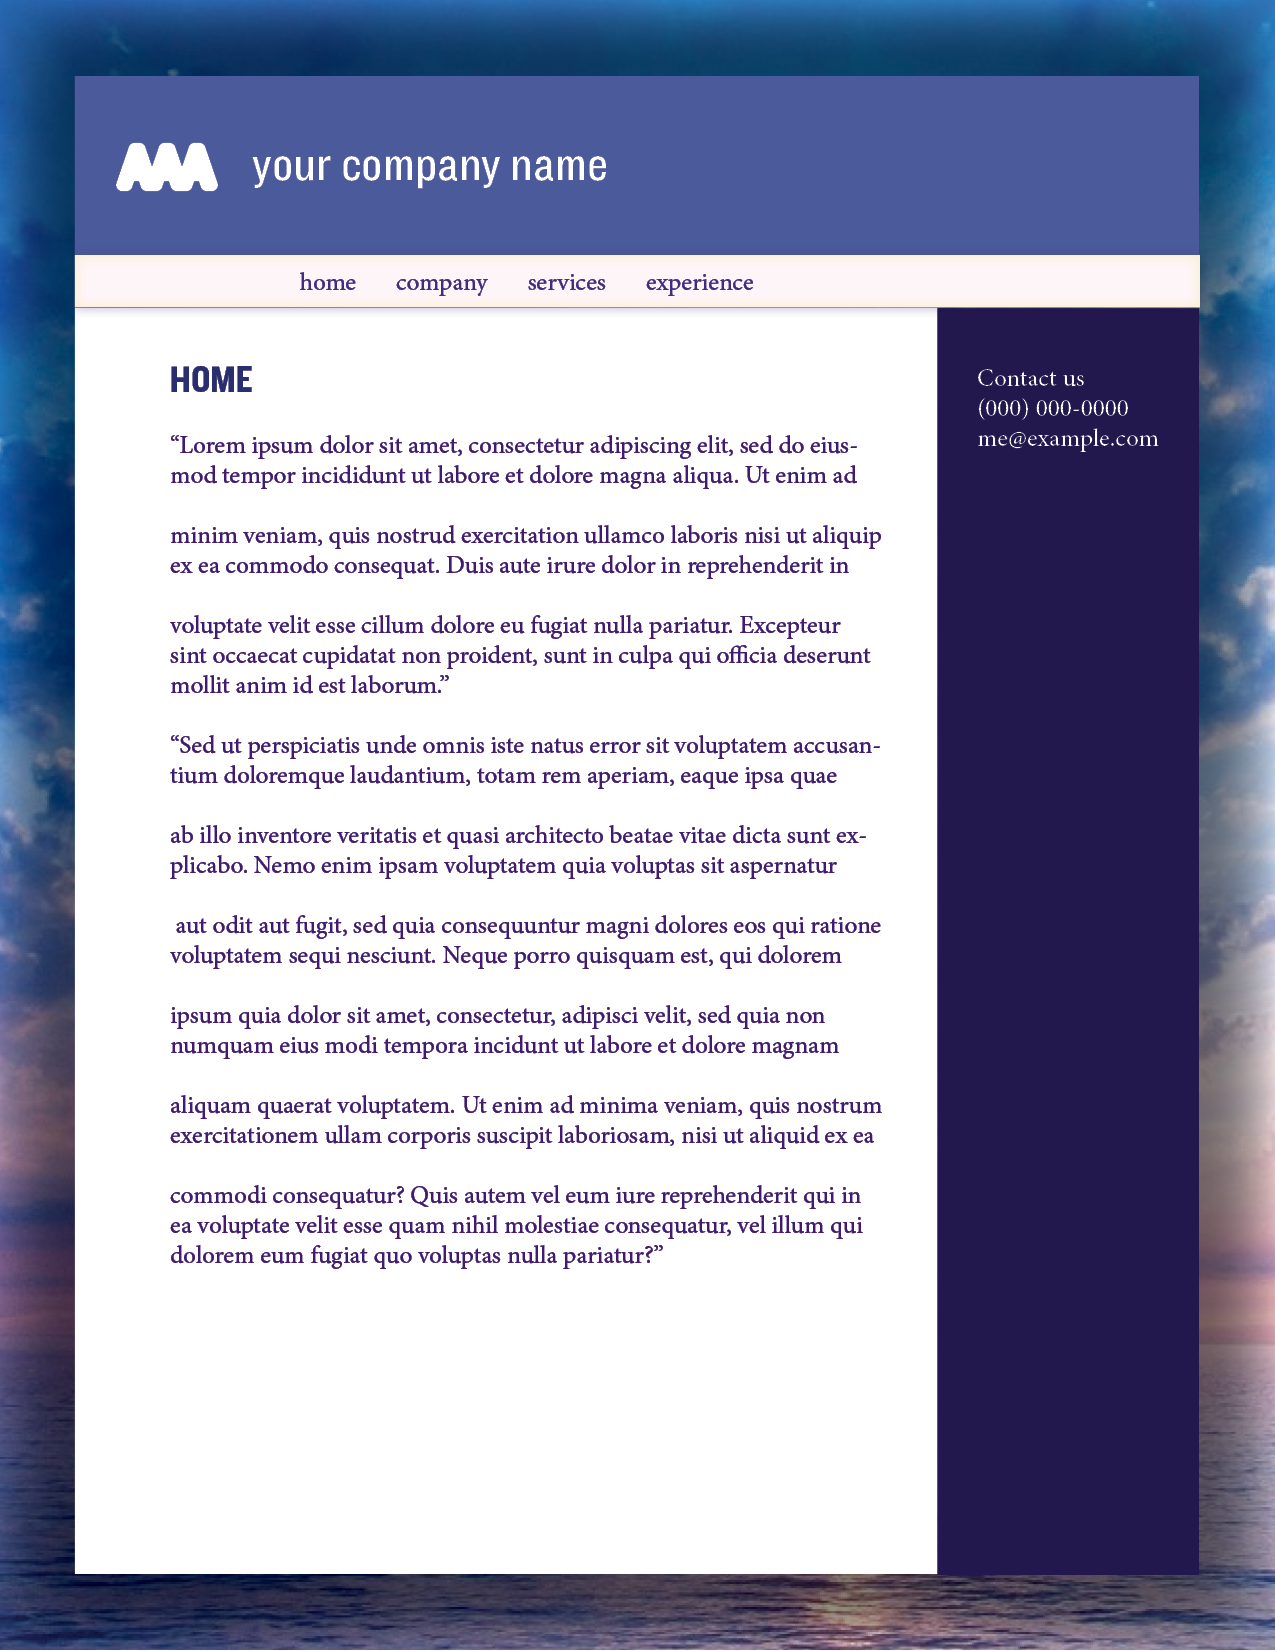 your company name
home company services experience
HOME
“Lorem ipsum dolor sit amet, consectetur adipiscing elit, sed do eius-
mod tempor incididunt ut labore et dolore magna aliqua. Ut enim ad
minim veniam, quis nostrud exercitation ullamco laboris nisi ut aliquip
ex ea commodo consequat. Duis aute irure dolor in reprehenderit in
voluptate velit esse cillum dolore eu fugiat nulla pariatur. Excepteur
sint occaecat cupidatat non proident, sunt in culpa qui officia deserunt
mollit anim id est laborum.”
“Sed ut perspiciatis unde omnis iste natus error sit voluptatem accusan-
tium doloremque laudantium, totam rem aperiam, eaque ipsa quae
ab illo inventore veritatis et quasi architecto beatae vitae dicta sunt ex-
plicabo. Nemo enim ipsam voluptatem quia voluptas sit aspernatur
aut odit aut fugit, sed quia consequuntur magni dolores eos qui ratione
voluptatem sequi nesciunt. Neque porro quisquam est, qui dolorem
ipsum quia dolor sit amet, consectetur, adipisci velit, sed quia non
numquam eius modi tempora incidunt ut labore et dolore magnam
aliquam quaerat voluptatem. Ut enim ad minima veniam, quis nostrum
exercitationem ullam corporis suscipit laboriosam, nisi ut aliquid ex ea
commodi consequatur? Quis autem vel eum iure reprehenderit qui in
ea voluptate velit esse quam nihil molestiae consequatur, vel illum qui
dolorem eum fugiat quo voluptas nulla pariatur?”
Contact us
(000) 000-0000
me@example.com